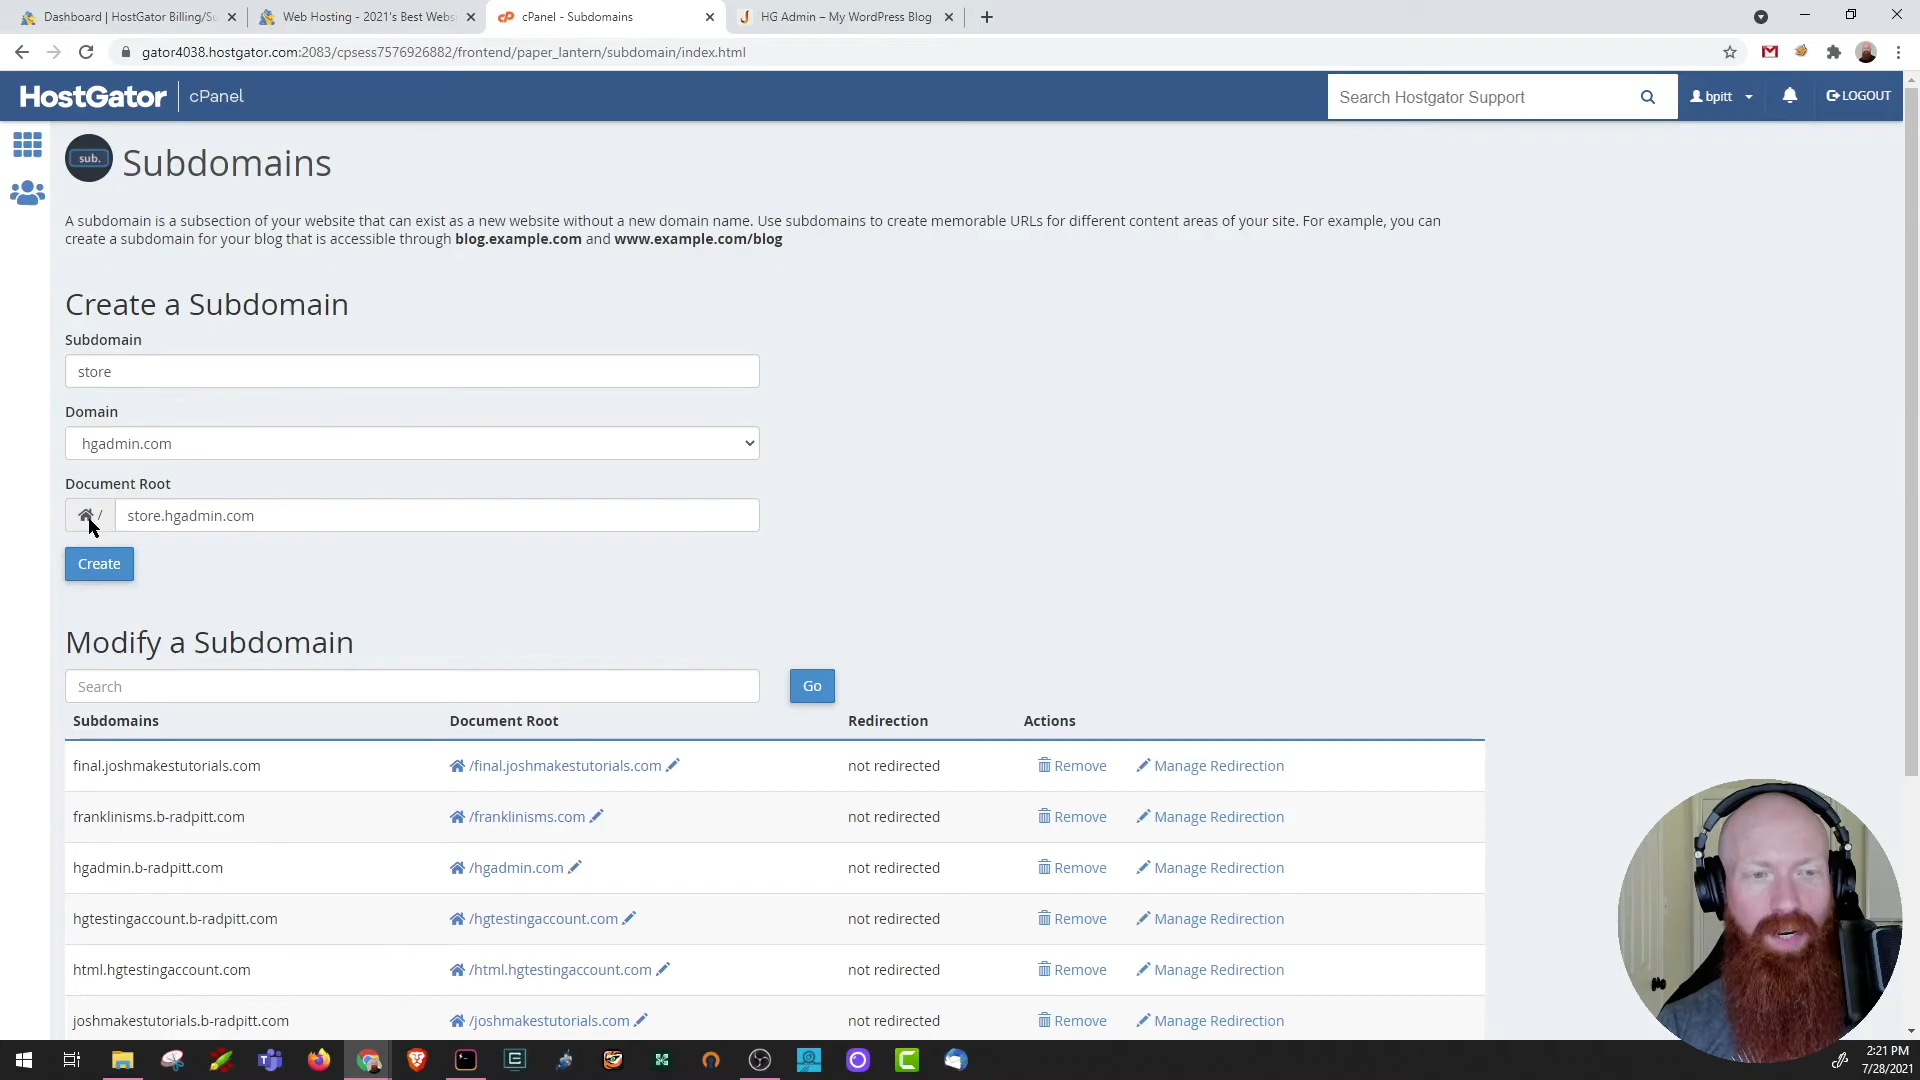 Dashboard | HostGator Billing/Su
Web Hosting - 2021's Best Websi
cPanel - Subdomains
HG Admin – My WordPress Blog
gator4038.hostgator.com:2083/cpsess7576926882/frontend/paper_lantern/subdomain/index.html
HostGator cPanel
Search Hostgator Support
bpitt
LOGOUT
sub.
Subdomains
A subdomain is a subsection of your website that can exist as a new website without a new domain name. Use subdomains to create memorable URLs for different content areas of your site. For example, you can
create a subdomain for your blog that is accessible through blog.example.com and www.example.com/blog
Create a Subdomain
Subdomain
store
Domain
hgadmin.com
Document Root
/ store.hgadmin.com
Create
Modify a Subdomain
Search
Go
Subdomains Document Root Redirection Actions
final.joshmakestutorials.com /final.joshmakestutorials.com not redirected Remove Manage Redirection
franklinisms.b-radpitt.com /franklinisms.com not redirected Remove Manage Redirection
hgadmin.b-radpitt.com /hgadmin.com not redirected Remove Manage Redirection
hgtestingaccount.b-radpitt.com /hgtestingaccount.com not redirected Remove Manage Redirection
html.hgtestingaccount.com /html.hgtestingaccount.com not redirected Remove Manage Redirection
joshmakestutorials.b-radpitt.com /joshmakestutorials.com not redirected Remove Manage Redirection
2:21 PM
7/28/2021